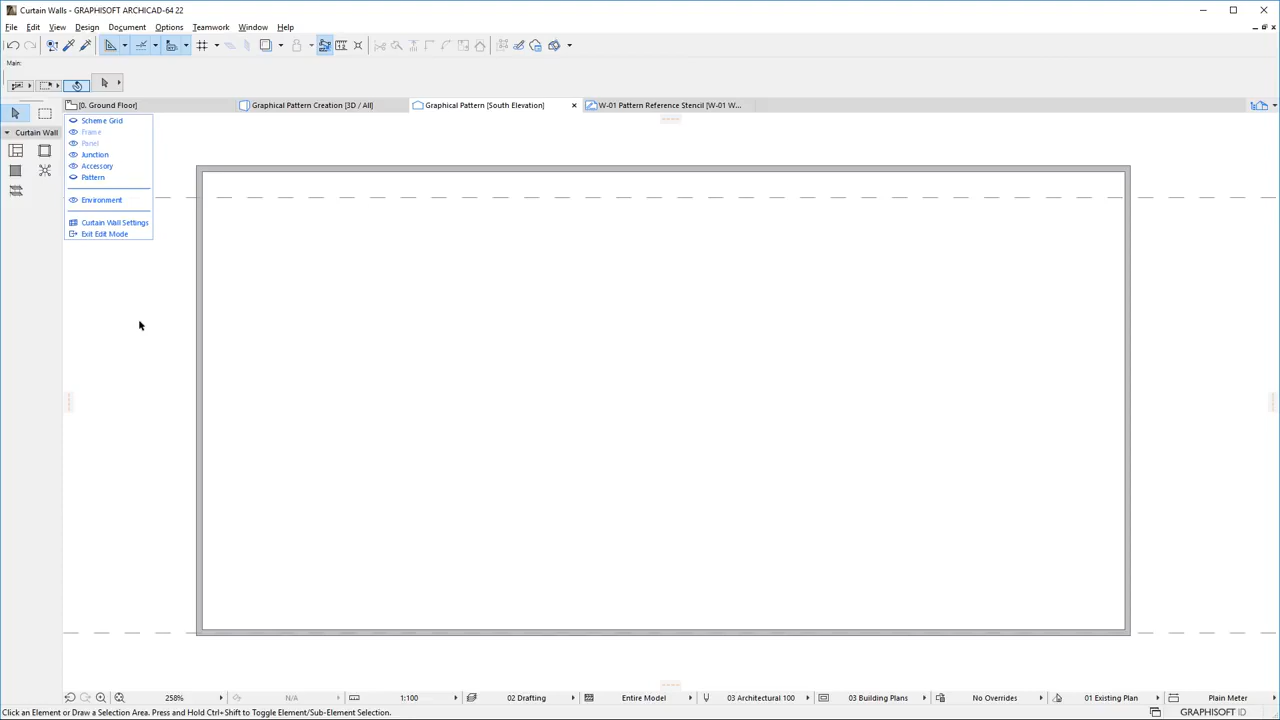 Curtain Walls - GRAPHISOFT ARCHICAD-64 22
File Edit View Design Document Options Teamwork Window Help
Main:
[0. Ground Floor] Graphical Pattern Creation [3D / All] Graphical Pattern [South Elevation] W-01 Pattern Reference Stencil [W-01 W...
Curtain Wall
Scheme Grid
Frame
Panel
Junction
Accessory
Pattern
Environment
Curtain Wall Settings
Exit Edit Mode
258% N/A 1:100 02 Drafting Entire Model 03 Architectural 100 03 Building Plans No Overrides 01 Existing Plan Plain Meter
Click an Element or Draw a Selection Area. Press and Hold Ctrl+Shift to Toggle Element/Sub-Element Selection. GRAPHISOFT ID